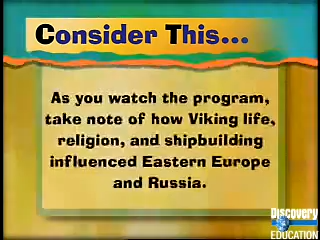 Consider This...
As you watch the program,
take note of how Viking life,
religion, and shipbuilding
influenced Eastern Europe
and Russia.
Discovery
EDUCATION